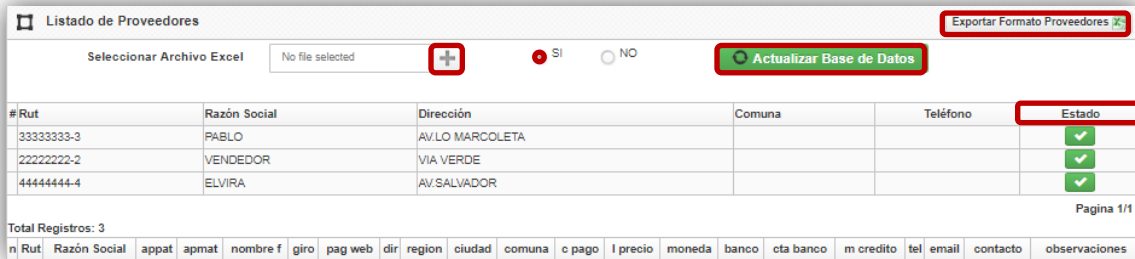 Listado de Proveedores Exportar Formato Proveedores
Seleccionar Archivo Excel No file selected SI NO Actualizar Base de Datos
# Rut Razón Social Dirección Comuna Teléfono Estado
33333333-3 PABLO AV.LO MARCOLETA
22222222-2 VENDEDOR VIA VERDE
44444444-4 ELVIRA AV.SALVADOR
Pagina 1/1
Total Registros: 3
n Rut Razón Social appat apmat nombre f giro pag web dir region ciudad comuna c pago l precio moneda banco cta banco m credito tel email contacto observaciones